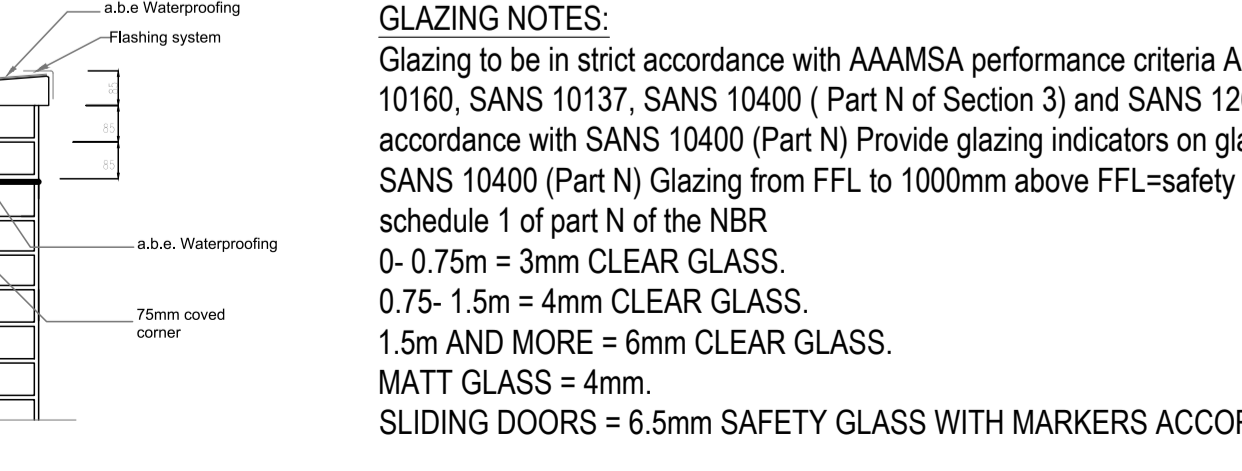 a.b.e Waterproofing
Flashing system
85
85
85
a.b.e. Waterproofing
75mm coved
corner
GLAZING NOTES:
Glazing to be in strict accordance with AAAMSA performance criteria A
10160, SANS 10137, SANS 10400 ( Part N of Section 3) and SANS 12
accordance with SANS 10400 (Part N) Provide glazing indicators on gla
SANS 10400 (Part N) Glazing from FFL to 1000mm above FFL=safety
schedule 1 of part N of the NBR
0- 0.75m = 3mm CLEAR GLASS.
0.75- 1.5m = 4mm CLEAR GLASS.
1.5m AND MORE = 6mm CLEAR GLASS.
MATT GLASS = 4mm.
SLIDING DOORS = 6.5mm SAFETY GLASS WITH MARKERS ACCOR